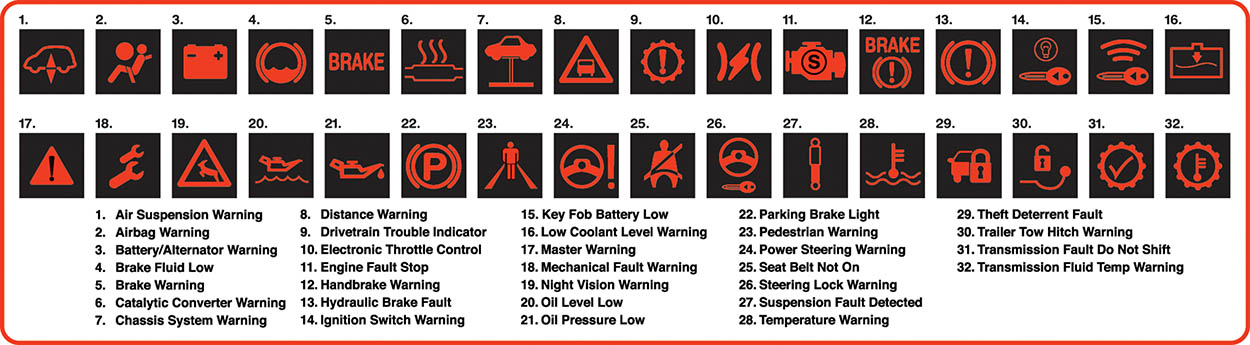 1. 2. 3. 4. 5. 6. 7. 8. 9. 10. 11. 12. 13. 14. 15. 16.
BRAKE
S
BRAKE
17. 18. 19. 20. 21. 22. 23. 24. 25. 26. 27. 28. 29. 30. 31. 32.
P
1. Air Suspension Warning
2. Airbag Warning
3. Battery/Alternator Warning
4. Brake Fluid Low
5. Brake Warning
6. Catalytic Converter Warning
7. Chassis System Warning
8. Distance Warning
9. Drivetrain Trouble Indicator
10. Electronic Throttle Control
11. Engine Fault Stop
12. Handbrake Warning
13. Hydraulic Brake Fault
14. Ignition Switch Warning
15. Key Fob Battery Low
16. Low Coolant Level Warning
17. Master Warning
18. Mechanical Fault Warning
19. Night Vision Warning
20. Oil Level Low
21. Oil Pressure Low
22. Parking Brake Light
23. Pedestrian Warning
24. Power Steering Warning
25. Seat Belt Not On
26. Steering Lock Warning
27. Suspension Fault Detected
28. Temperature Warning
29. Theft Deterrent Fault
30. Trailer Tow Hitch Warning
31. Transmission Fault Do Not Shift
32. Transmission Fluid Temp Warning